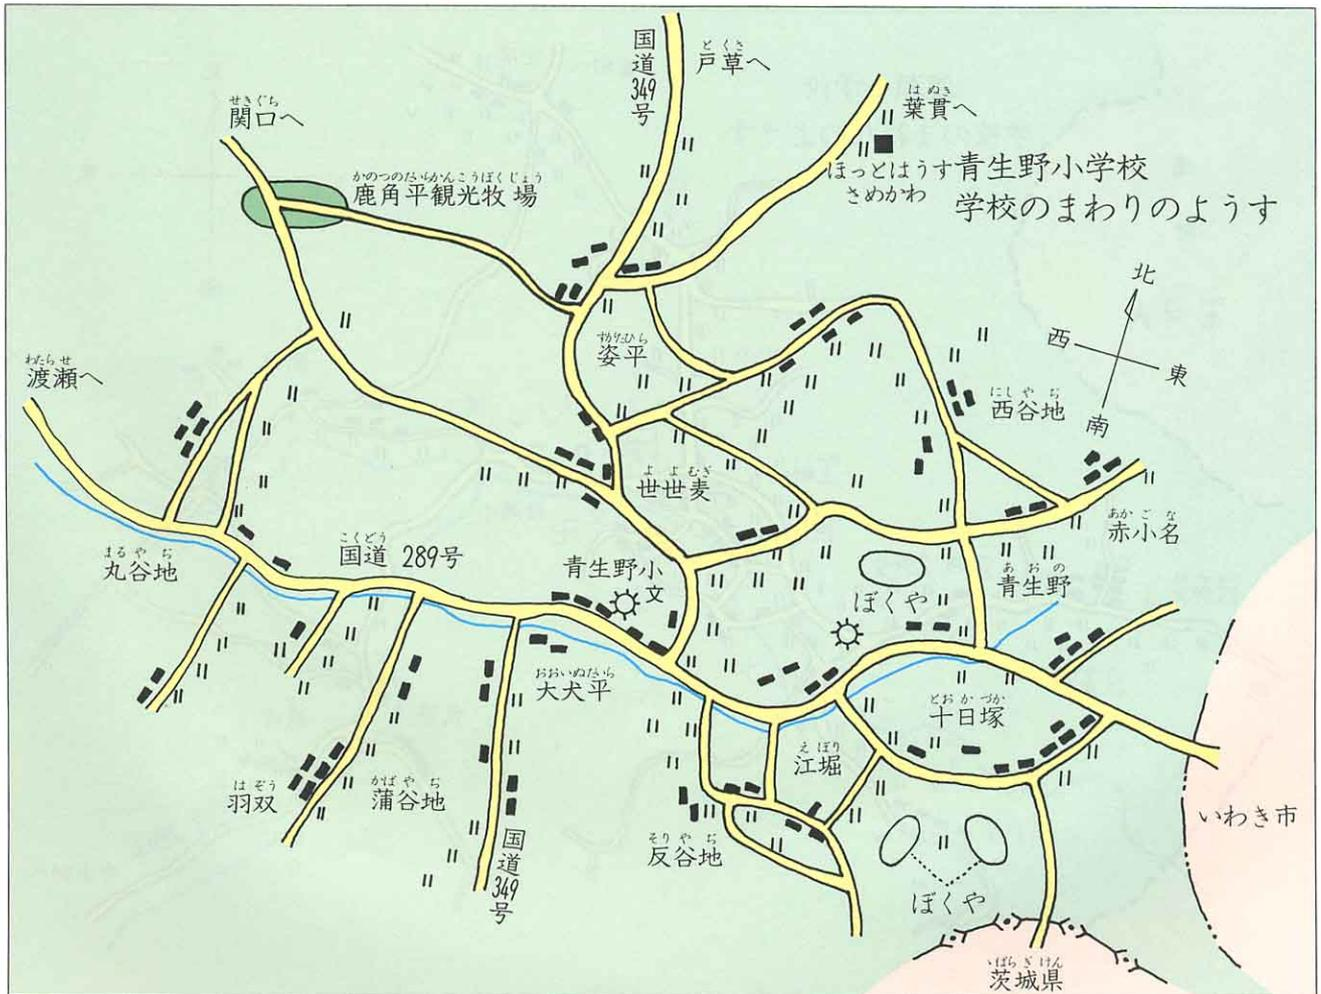 国道349号
とくさ
戸草へ
はぬき
葉貫へ
せきぐち
関口へ
かのつのだいらかんこうぼくじょう
鹿角平観光牧場
ほっとはうす
さめかわ
青生野小学校
学校のまわりのようす
北
西
東
南
すがたひら
姿平
わたらせ
渡瀬へ
にしやぢ
西谷地
よよむぎ
世世麦
あかごな
赤小名
まるやぢ
丸谷地
こくどう
国道 289号
青生野小
文
ぼくや
あおの
青生野
おおいぬたいら
大犬平
とおかづか
十日塚
えぼり
江堀
はぞう
羽双
かばやぢ
蒲谷地
国道349号
そりやぢ
反谷地
ぼくや
いわき市
いばらぎけん
茨城県